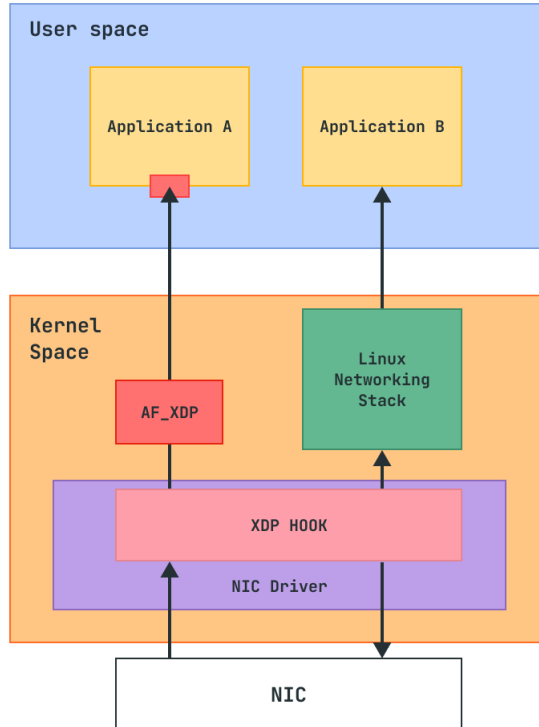 User space
Application A
Application B
Kernel
Space
Linux
Networking
Stack
AF_XDP
XDP HOOK
NIC Driver
NIC